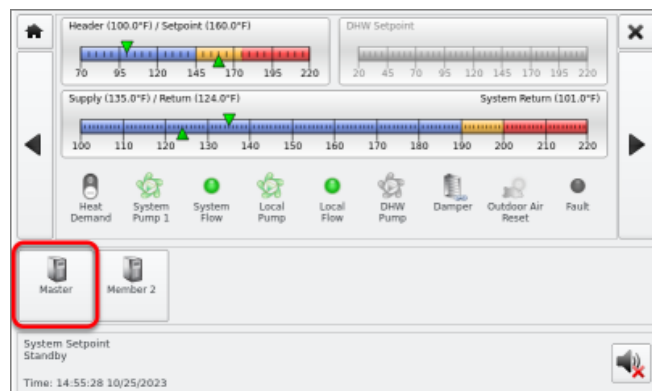 Header (100.0°F) / Setpoint (160.0°F)
DHW Setpoint
70 95 120 145 170 195 220
20 45 70 95 120 145 170 195 220
Supply (135.0°F) / Return (124.0°F) System Return (101.0°F)
100 110 120 130 140 150 160 170 180 190 200 210 220
Heat Demand
System Pump 1
System Flow
Local Pump
Local Flow
DHW Pump
Damper
Outdoor Air Reset
Fault
Master
Member 2
System Setpoint
Standby
Time: 14:55:28 10/25/2023